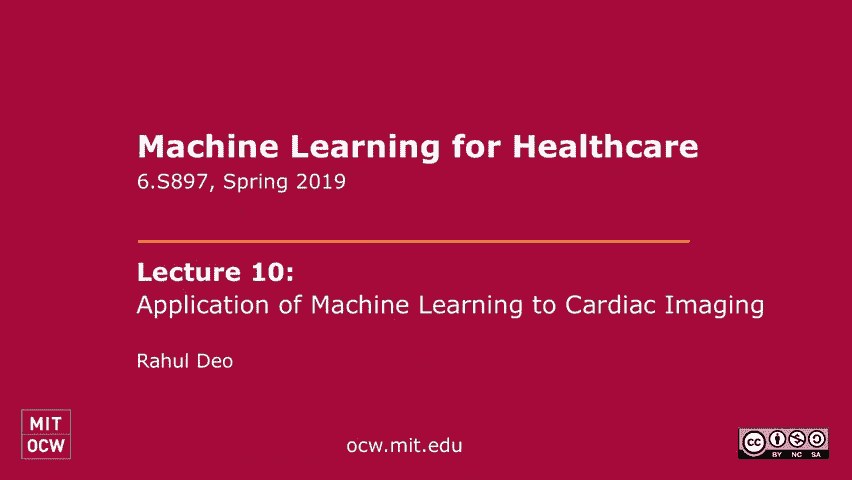 Machine Learning for Healthcare
6.S897, Spring 2019
Lecture 10:
Application of Machine Learning to Cardiac Imaging
Rahul Deo
MIT
OCW
ocw.mit.edu
cc
BY NC SA